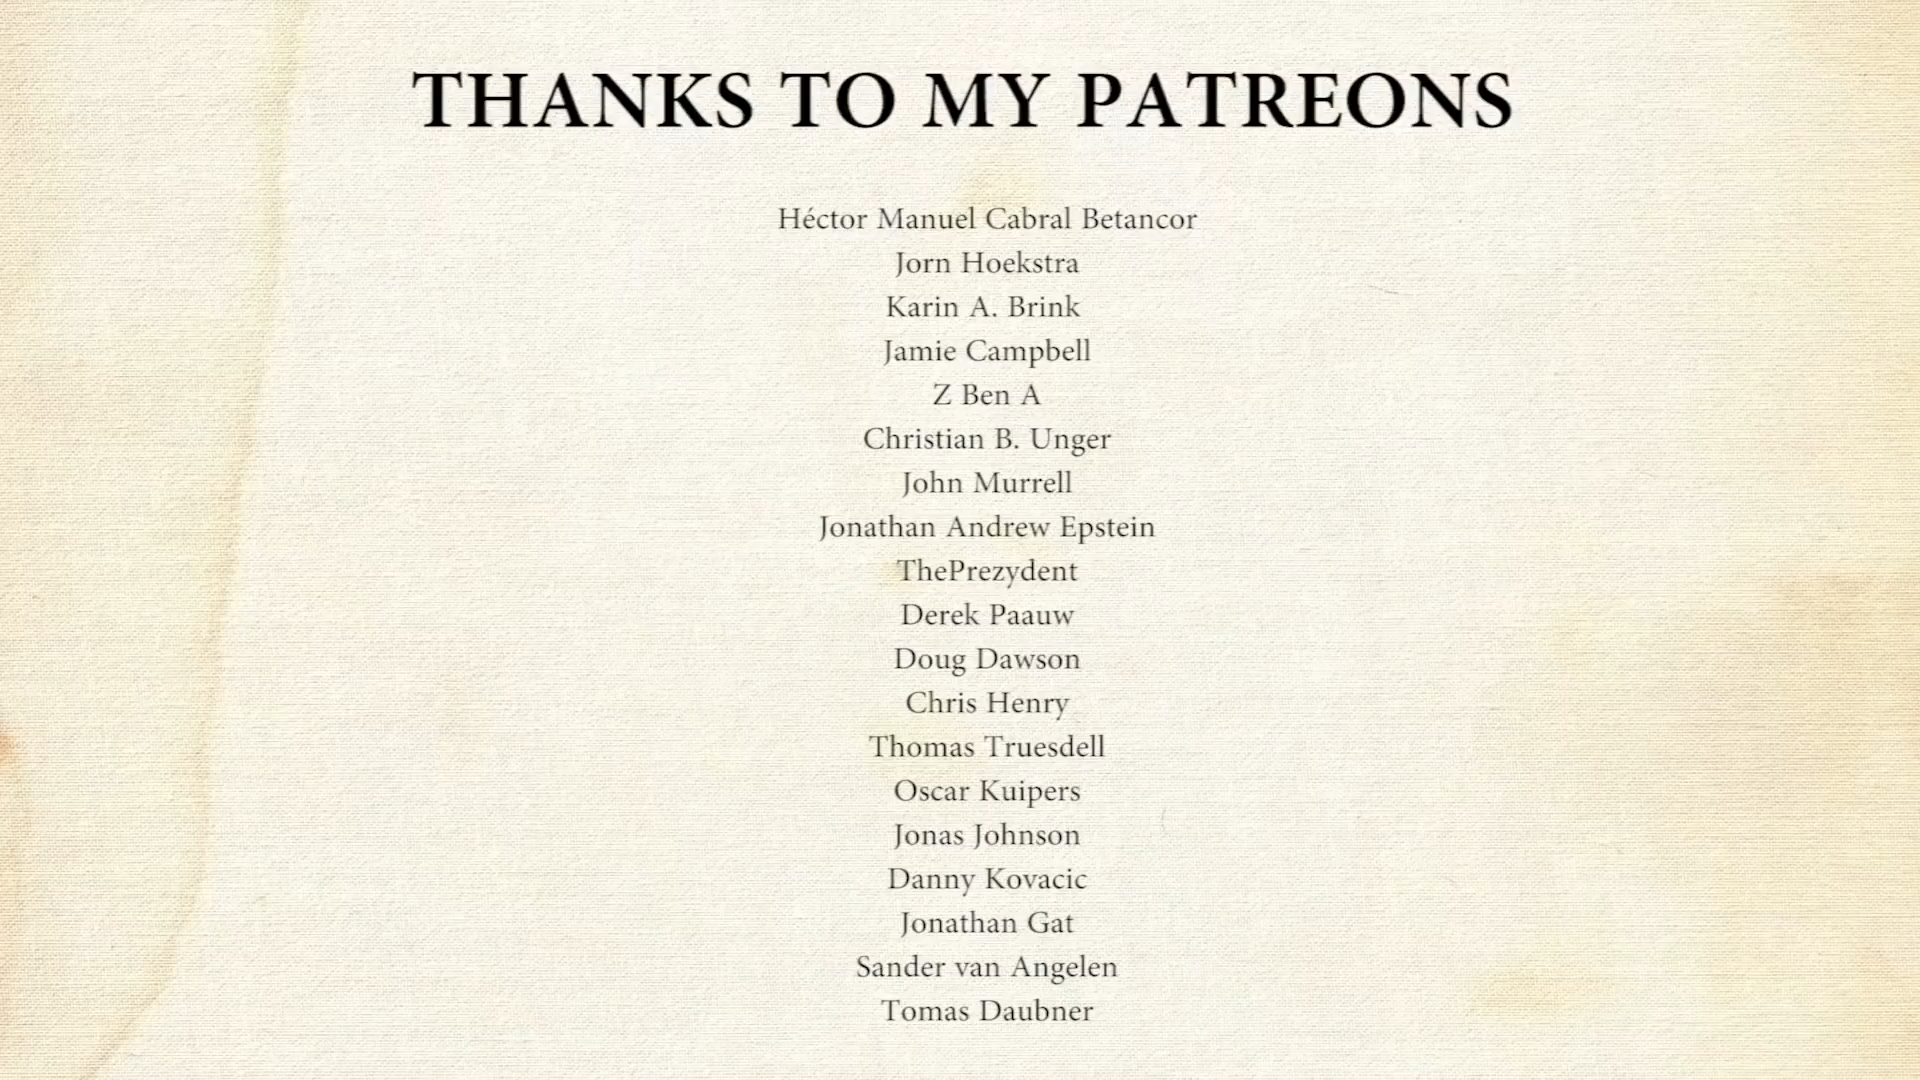 THANKS TO MY PATREONS
Héctor Manuel Cabral Betancor
Jorn Hoekstra
Karin A. Brink
Jamie Campbell
Z Ben A
Christian B. Unger
John Murrell
Jonathan Andrew Epstein
ThePrezydent
Derek Paauw
Doug Dawson
Chris Henry
Thomas Truesdell
Oscar Kuipers
Jonas Johnson
Danny Kovacic
Jonathan Gat
Sander van Angelen
Tomas Daubner